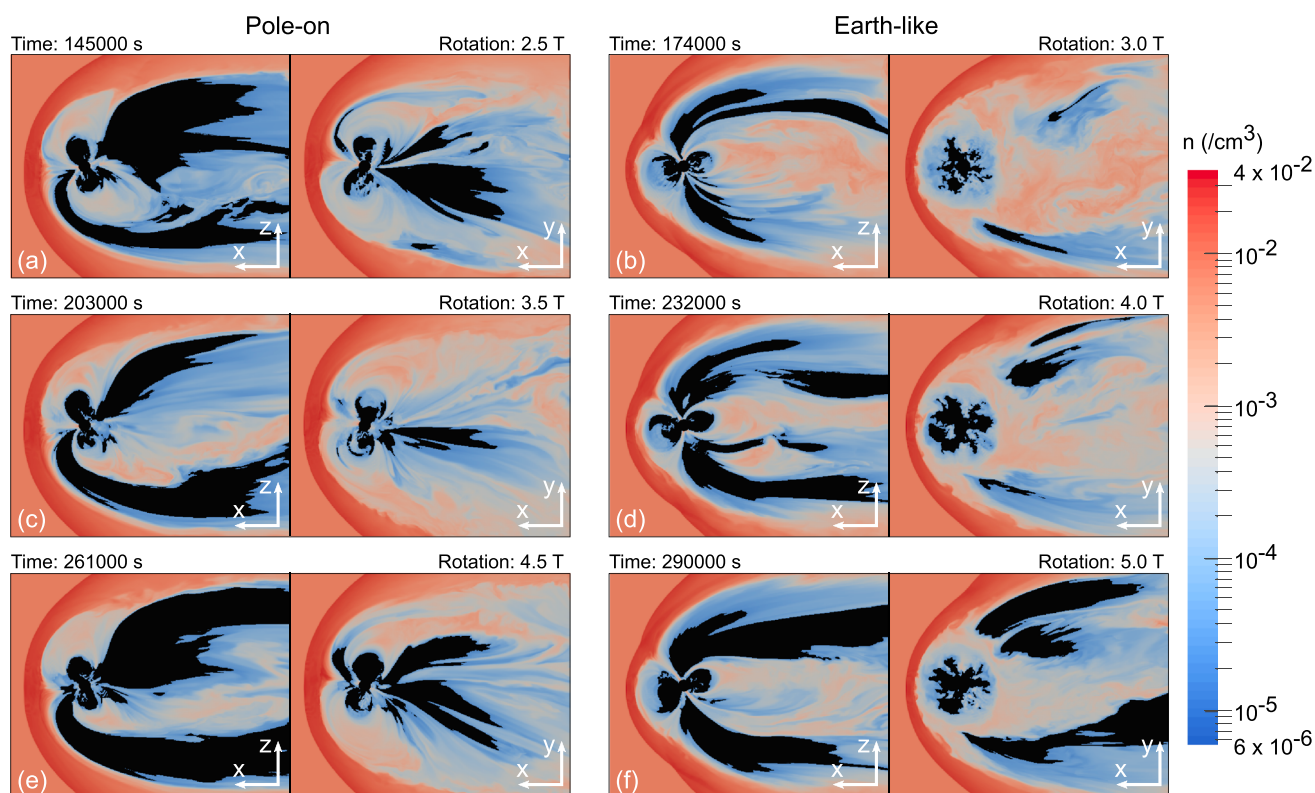 Pole-on
Earth-like
Time: 145000 s
Rotation: 2.5 T
Time: 174000 s
Rotation: 3.0 T
z
x
(a)
y
x
z
x
(b)
y
x
Time: 203000 s
Rotation: 3.5 T
Time: 232000 s
Rotation: 4.0 T
z
x
(c)
y
x
z
x
(d)
y
x
Time: 261000 s
Rotation: 4.5 T
Time: 290000 s
Rotation: 5.0 T
z
x
(e)
y
x
z
x
(f)
y
x
n (/cm³)
4 x 10⁻²
10⁻²
10⁻³
10⁻⁴
10⁻⁵
6 x 10⁻⁶